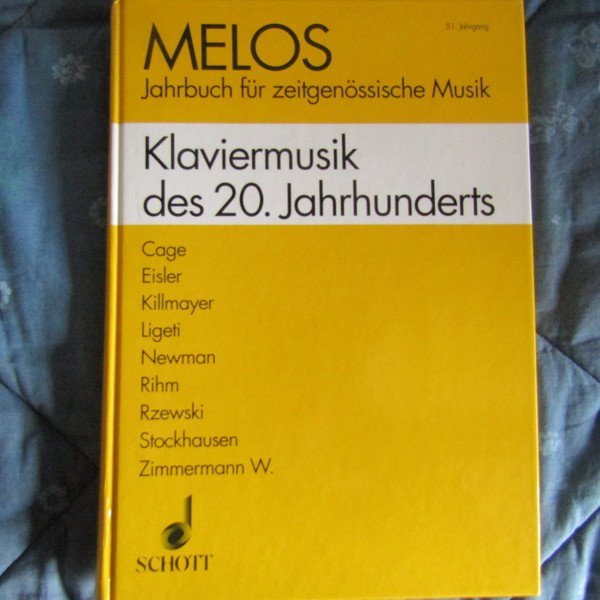 51. Jahrgang
MELOS
Jahrbuch für zeitgenössische Musik
Klaviermusik
des 20. Jahrhunderts
Cage
Eisler
Killmayer
Ligeti
Newman
Rihm
Rzewski
Stockhausen
Zimmermann W.
SCHOTT